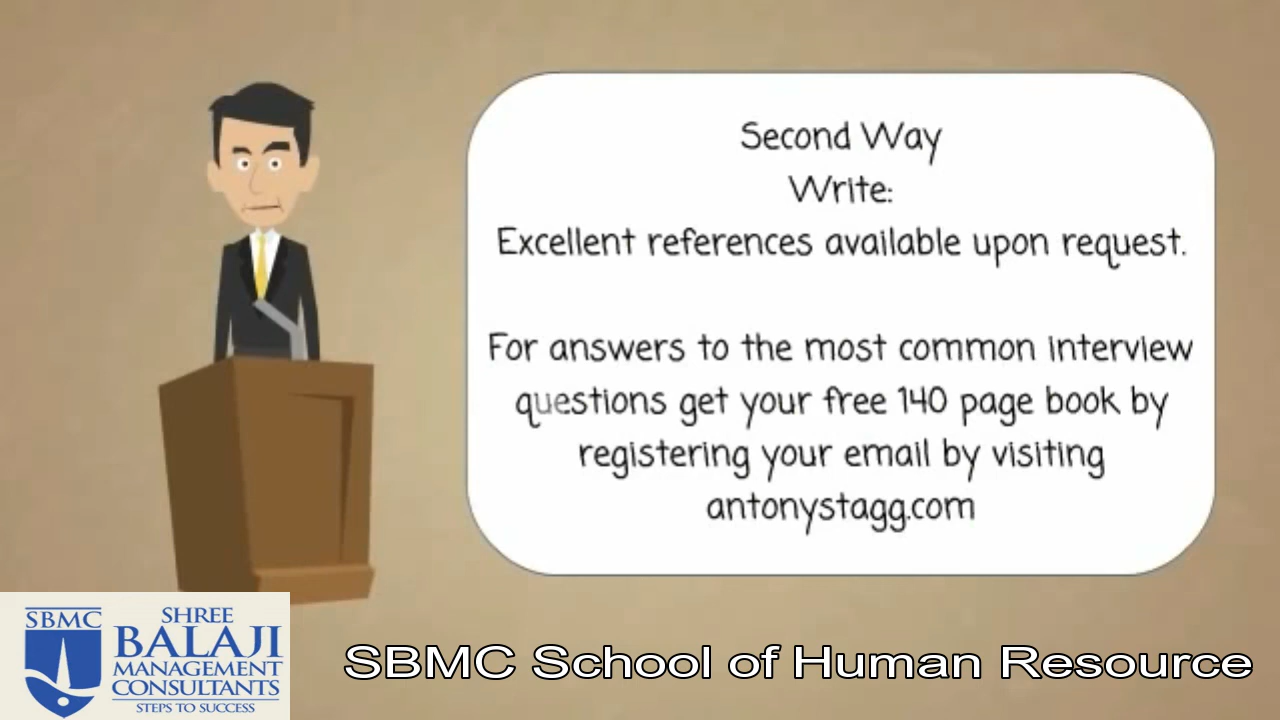 Second Way
Write:
Excellent references available upon request.
For answers to the most common interview
questions get your free 140 page book by
registering your email by visiting
antonystagg.com
SBMC
SHREE
BALAJI
MANAGEMENT
CONSULTANTS
STEPS TO SUCCESS
SBMC School of Human Resource